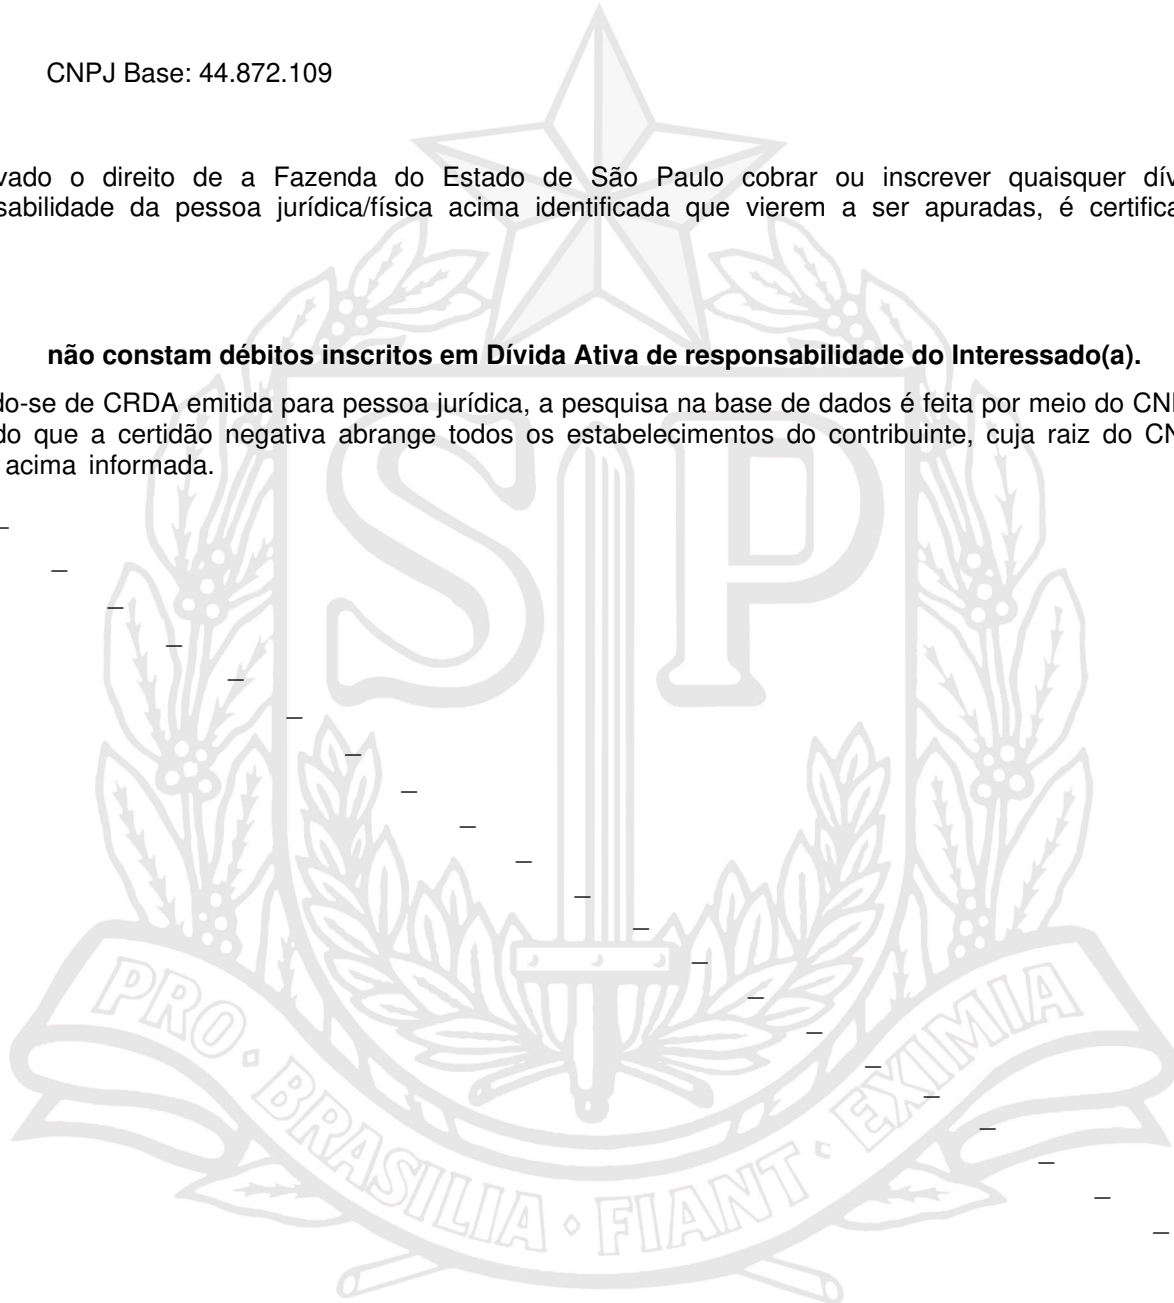 CNPJ Base: 44.872.109
vado o direito de a Fazenda do Estado de São Paulo cobrar ou inscrever quaisquer dív
sabilidade da pessoa jurídica/física acima identificada que vierem a ser apuradas, é certifica
não constam débitos inscritos em Dívida Ativa de responsabilidade do Interessado(a).
do-se de CRDA emitida para pessoa jurídica, a pesquisa na base de dados é feita por meio do CN
do que a certidão negativa abrange todos os estabelecimentos do contribuinte, cuja raiz do CN
acima informada.
SP
PRO • BRASILIA • FIANT • EXIMIA